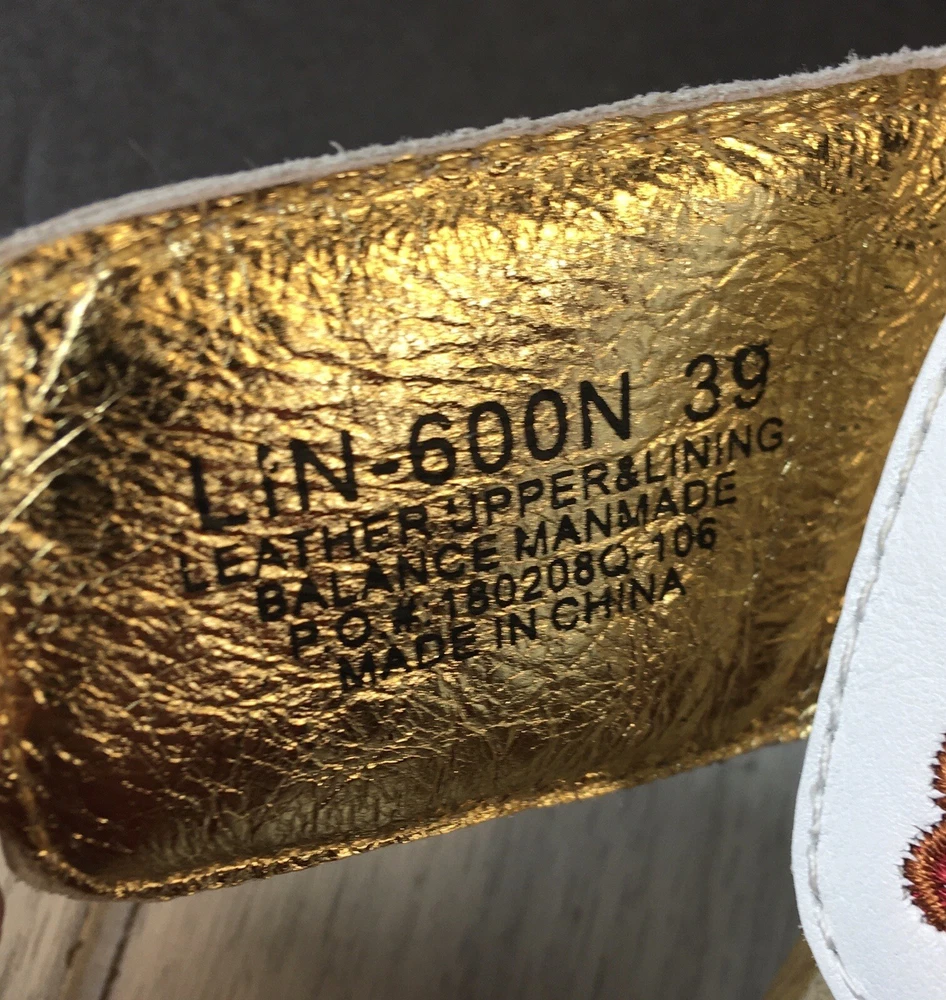 LiN-600N 39
LEATHER UPPER&LINING
BALANCE MANMADE
P.O.#:180208Q-106
MADE IN CHINA